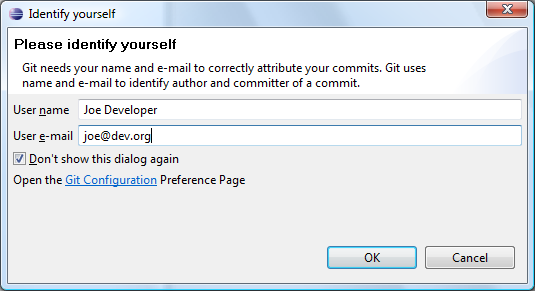 Identify yourself
Please identify yourself
Git needs your name and e-mail to correctly attribute your commits. Git uses
name and e-mail to identify author and committer of a commit.
User name Joe Developer
User e-mail joe@dev.org
Don't show this dialog again
Open the Git Configuration Preference Page
OK Cancel